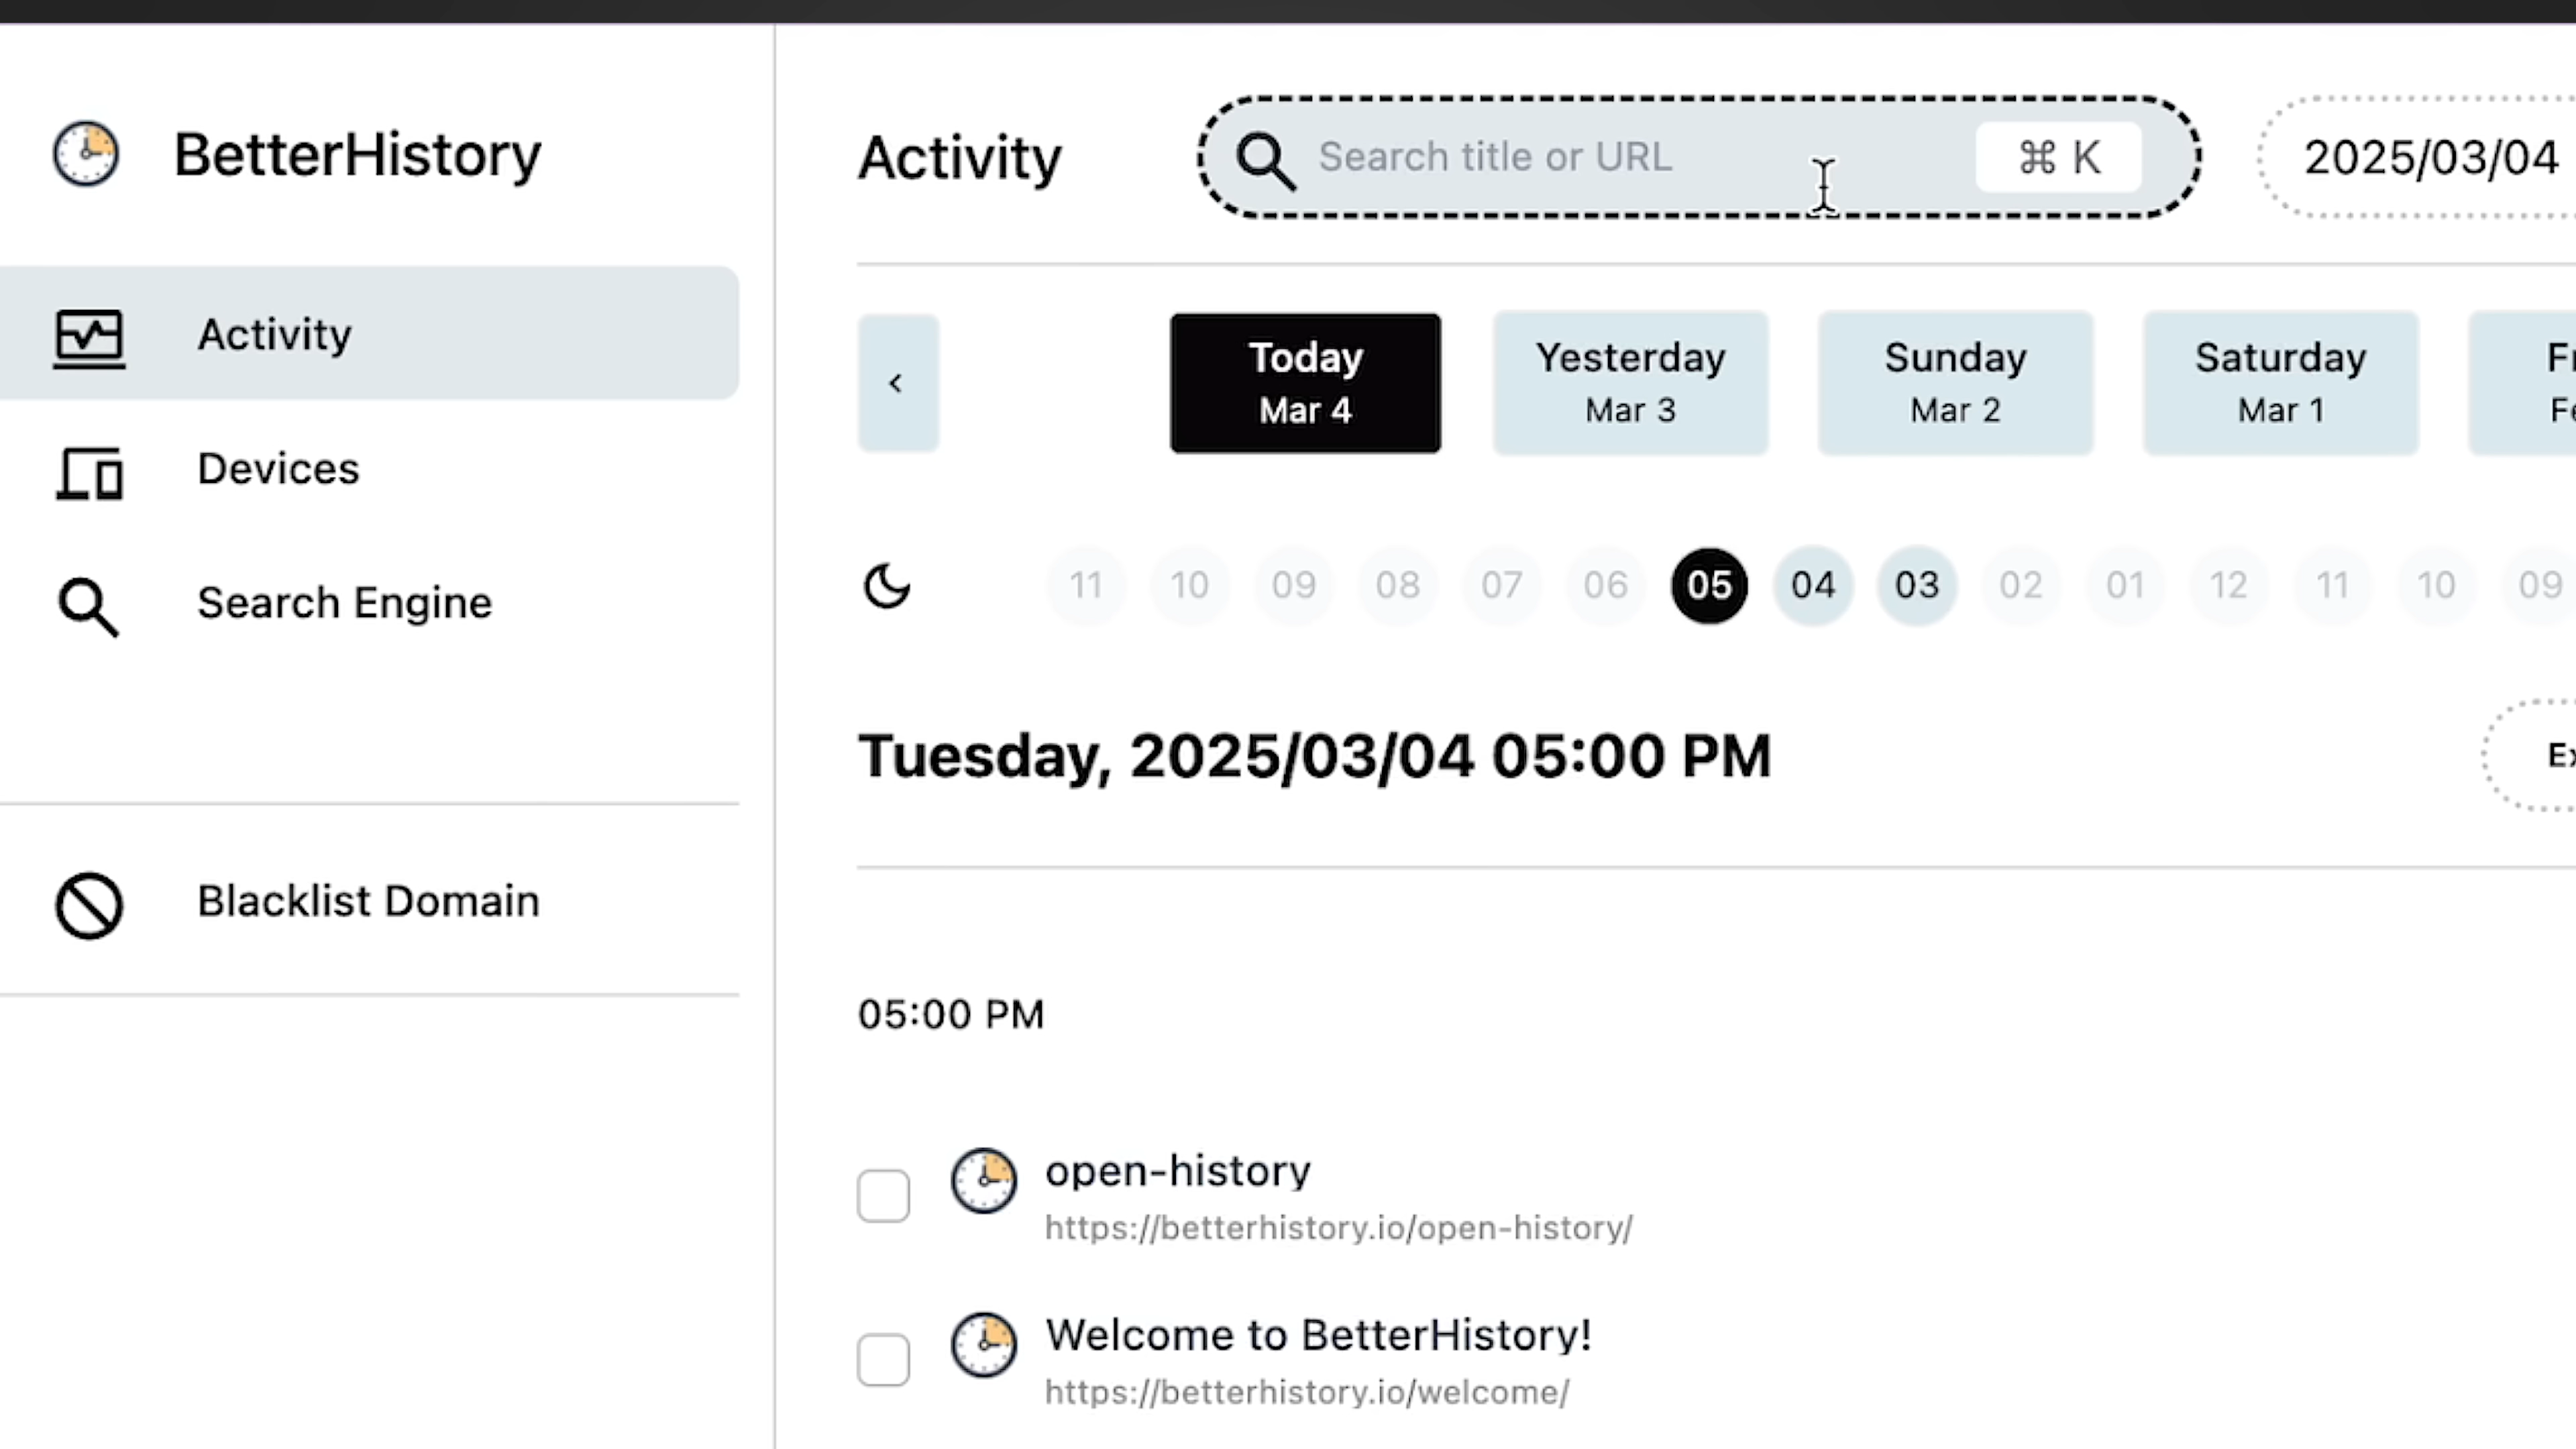 BetterHistory
Activity
Devices
Search Engine
Blacklist Domain
Activity
Search title or URL
⌘ K
2025/03/04
<
Today
Mar 4
Yesterday
Mar 3
Sunday
Mar 2
Saturday
Mar 1
11 10 09 08 07 06 05 04 03 02 01 12 11 10 09
Tuesday, 2025/03/04 05:00 PM
05:00 PM
open-history
https://betterhistory.io/open-history/
Welcome to BetterHistory!
https://betterhistory.io/welcome/